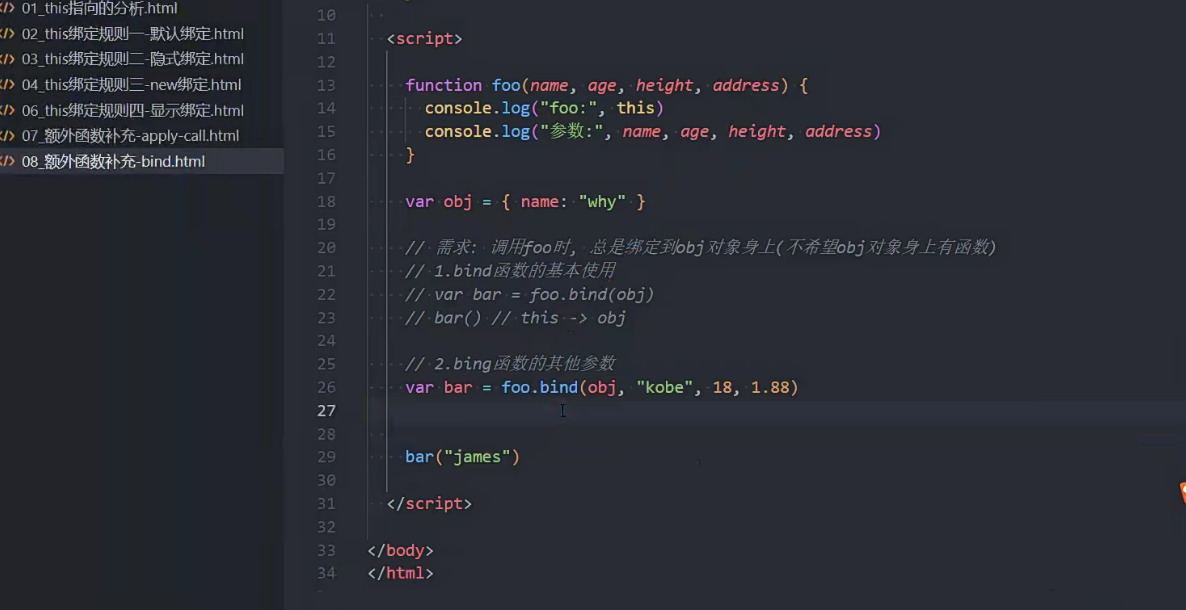 01_this指向的分析.html
02_this绑定规则一-默认绑定.html
03_this绑定规则二-隐式绑定.html
04_this绑定规则三-new绑定.html
06_this绑定规则四-显示绑定.html
07_额外函数补充-apply-call.html
08_额外函数补充-bind.html
10
11 <script>
12
13 function foo(name, age, height, address) {
14 console.log("foo:", this)
15 console.log("参数:", name, age, height, address)
16 }
17
18 var obj = { name: "why" }
19
20 // 需求: 调用foo时, 总是绑定到obj对象身上(不希望obj对象身上有函数)
21 // 1.bind函数的基本使用
22 // var bar = foo.bind(obj)
23 // bar() // this -> obj
24
25 // 2.bing函数的其他参数
26 var bar = foo.bind(obj, "kobe", 18, 1.88)
27
28
29 bar("james")
30
31 </script>
32
33 </body>
34 </html>